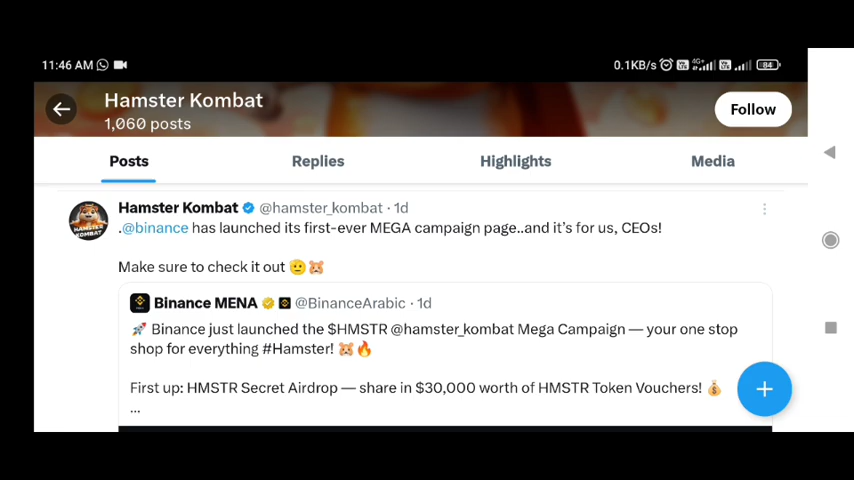 11:46 AM
0.1KB/s 4G+ 84
Hamster Kombat
1,060 posts
Follow
Posts Replies Highlights Media
Hamster Kombat @hamster_kombat · 1d
.@binance has launched its first-ever MEGA campaign page..and it's for us, CEOs!
Make sure to check it out 🫡🐹
Binance MENA @BinanceArabic · 1d
🚀 Binance just launched the $HMSTR @hamster_kombat Mega Campaign — your one stop
shop for everything #Hamster! 🐹🔥
First up: HMSTR Secret Airdrop — share in $30,000 worth of HMSTR Token Vouchers! 💰
...
HAMSTER
KOMBAT